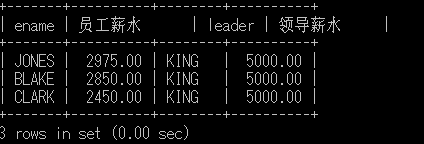 +-------+---------+--------+---------+
| ename | 员工薪水 | leader | 领导薪水 |
+-------+---------+--------+---------+
| JONES | 2975.00 | KING | 5000.00 |
| BLAKE | 2850.00 | KING | 5000.00 |
| CLARK | 2450.00 | KING | 5000.00 |
+-------+---------+--------+---------+
3 rows in set (0.00 sec)